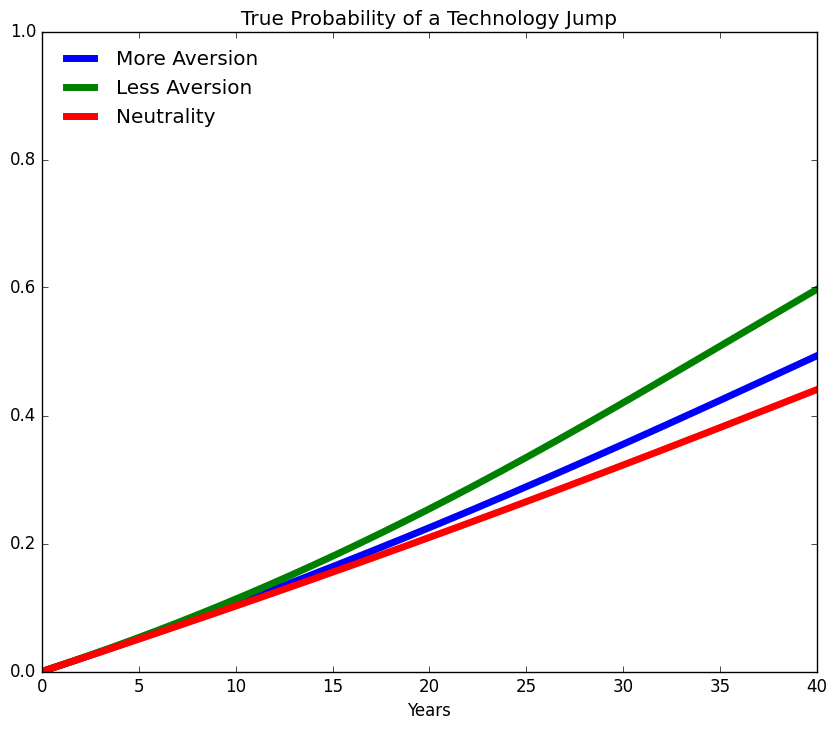 True Probability of a Technology Jump
1.0
More Aversion
Less Aversion
Neutrality
0.8
0.6
0.4
0.2
0.0
0 5 10 15 20 25 30 35 40
Years